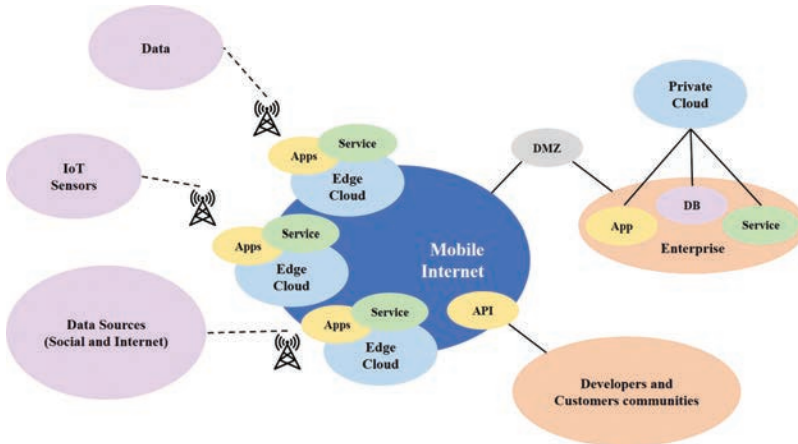 Data
IoT
Sensors
Data Sources
(Social and Internet)
Apps
Service
Edge
Cloud
Apps
Service
Edge
Cloud
Apps
Service
Edge
Cloud
Mobile
Internet
API
DMZ
Private
Cloud
App
DB
Service
Enterprise
Developers and
Customers communities